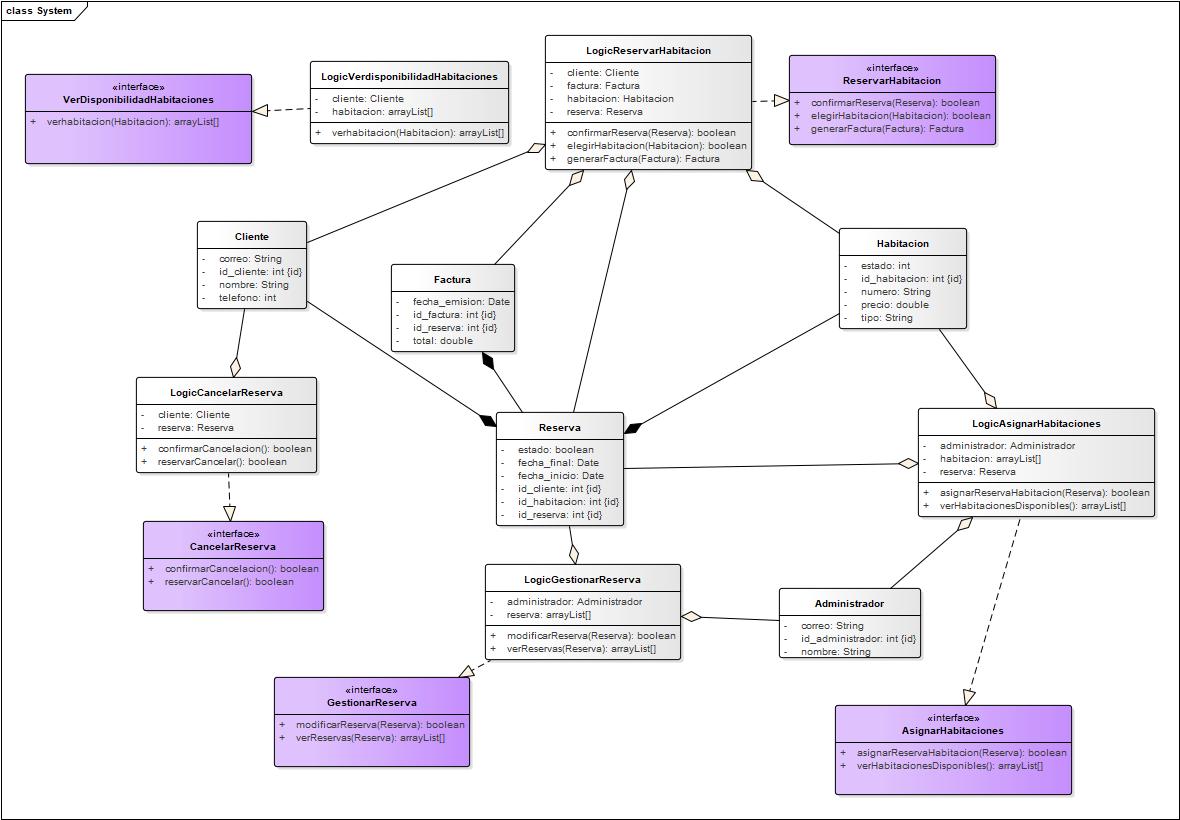 class System
«interface»
VerDisponibilidadHabitaciones
+ verhabitacion(Habitacion): arrayList[]
LogicVerdisponibilidadHabitaciones
- cliente: Cliente
- habitacion: arrayList[]
+ verhabitacion(Habitacion): arrayList[]
LogicReservarHabitacion
- cliente: Cliente
- factura: Factura
- habitacion: Habitacion
- reserva: Reserva
+ confirmarReserva(Reserva): boolean
+ elegirHabitacion(Habitacion): boolean
+ generarFactura(Factura): Factura
«interface»
ReservarHabitacion
+ confirmarReserva(Reserva): boolean
+ elegirHabitacion(Habitacion): boolean
+ generarFactura(Factura): Factura
Cliente
- correo: String
- id_cliente: int {id}
- nombre: String
- telefono: int
Factura
- fecha_emision: Date
- id_factura: int {id}
- id_reserva: int {id}
- total: double
Habitacion
- estado: int
- id_habitacion: int {id}
- numero: String
- precio: double
- tipo: String
LogicCancelarReserva
- cliente: Cliente
- reserva: Reserva
+ confirmarCancelacion(): boolean
+ reservarCancelar(): boolean
Reserva
- estado: boolean
- fecha_final: Date
- fecha_inicio: Date
- id_cliente: int {id}
- id_habitacion: int {id}
- id_reserva: int {id}
LogicAsignarHabitaciones
- administrador: Administrador
- habitacion: arrayList[]
- reserva: Reserva
+ asignarReservaHabitacion(Reserva): boolean
+ verHabitacionesDisponibles(): arrayList[]
«interface»
CancelarReserva
+ confirmarCancelacion(): boolean
+ reservarCancelar(): boolean
LogicGestionarReserva
- administrador: Administrador
- reserva: arrayList[]
+ modificarReserva(Reserva): boolean
+ verReservas(Reserva): arrayList[]
Administrador
- correo: String
- id_administrador: int {id}
- nombre: String
«interface»
GestionarReserva
+ modificarReserva(Reserva): boolean
+ verReservas(Reserva): arrayList[]
«interface»
AsignarHabitaciones
+ asignarReservaHabitacion(Reserva): boolean
+ verHabitacionesDisponibles(): arrayList[]